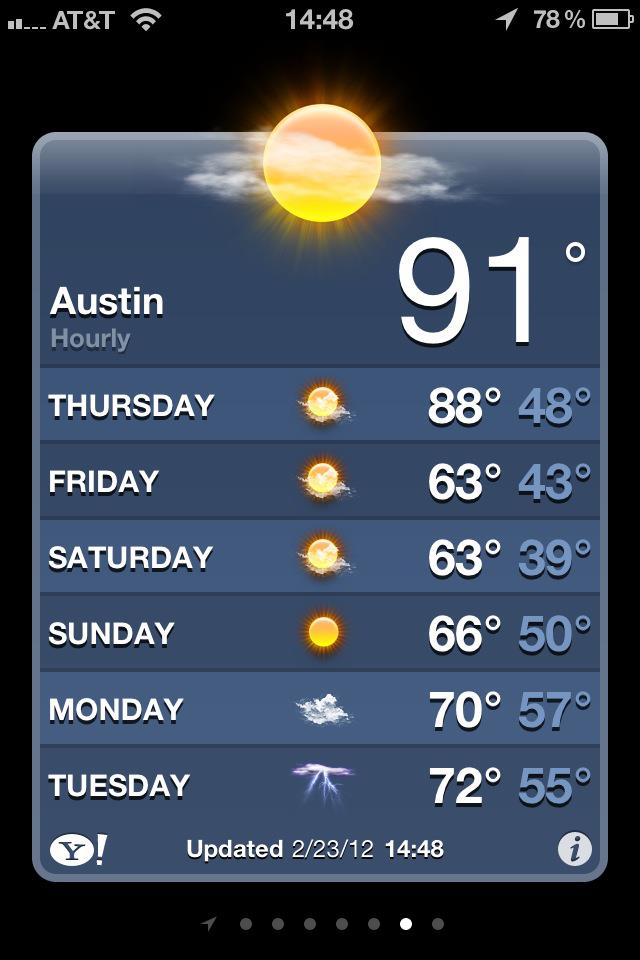 AT&T 14:48 78 %
91°
Austin
Hourly
THURSDAY 88° 48°
FRIDAY 63° 43°
SATURDAY 63° 39°
SUNDAY 66° 50°
MONDAY 70° 57°
TUESDAY 72° 55°
Y! Updated 2/23/12 14:48 i